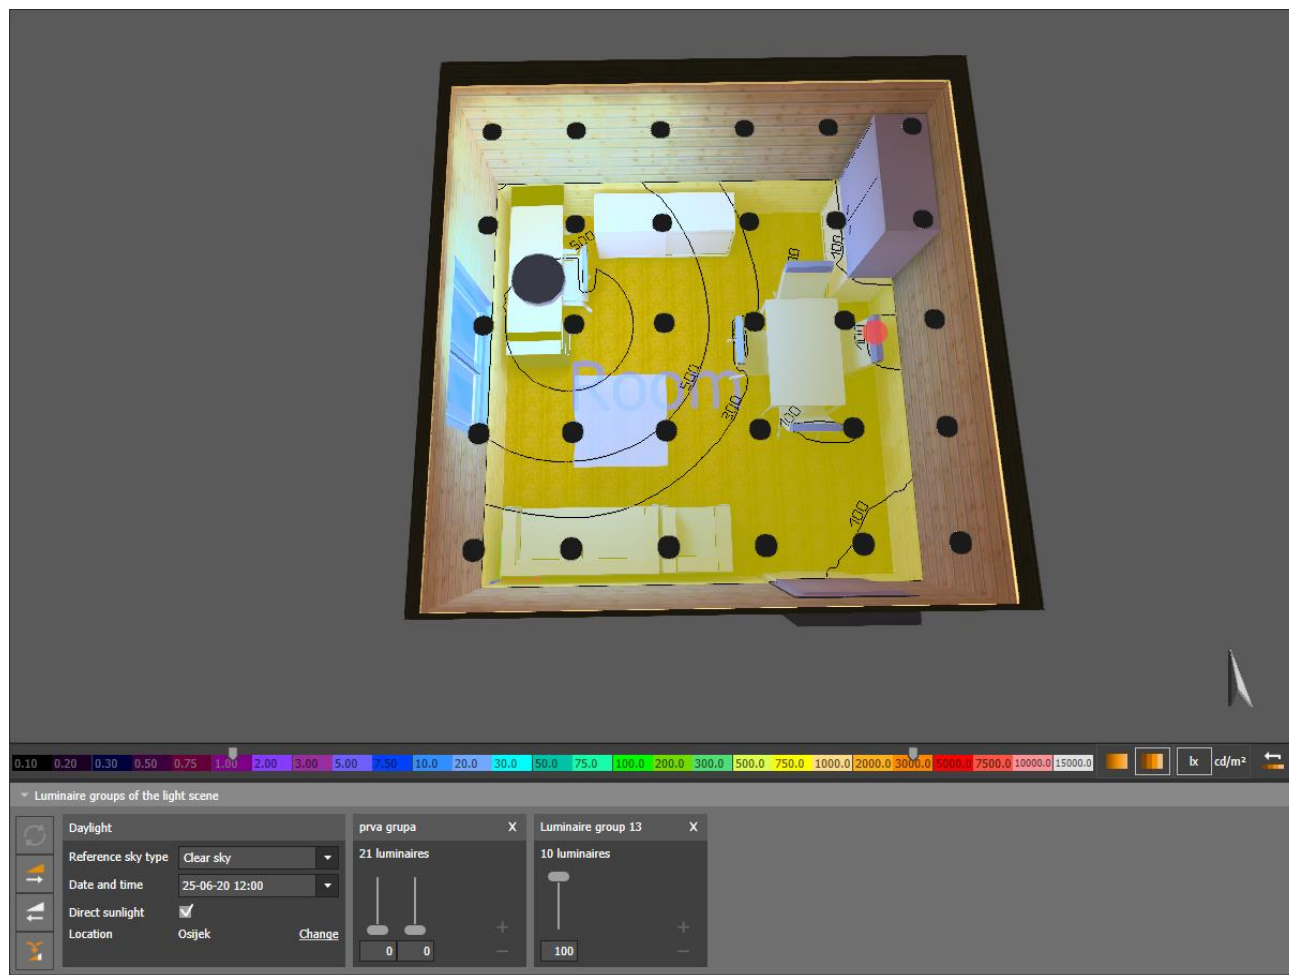 500
100
100
100
Room
500
300
100
100
0.10 0.20 0.30 0.50 0.75 1.00 2.00 3.00 5.00 7.50 10.0 20.0 30.0 50.0 75.0 100.0 200.0 300.0 500.0 750.0 1000.0 2000.0 3000.0 5000.0 7500.0 10000.0 15000.0 lx cd/m²
Luminaire groups of the light scene
Daylight
Reference sky type Clear sky
Date and time 25-06-20 12:00
Direct sunlight
Location Osijek Change
prva grupa X
21 luminaires
0 0
Luminaire group 13 X
10 luminaires
100